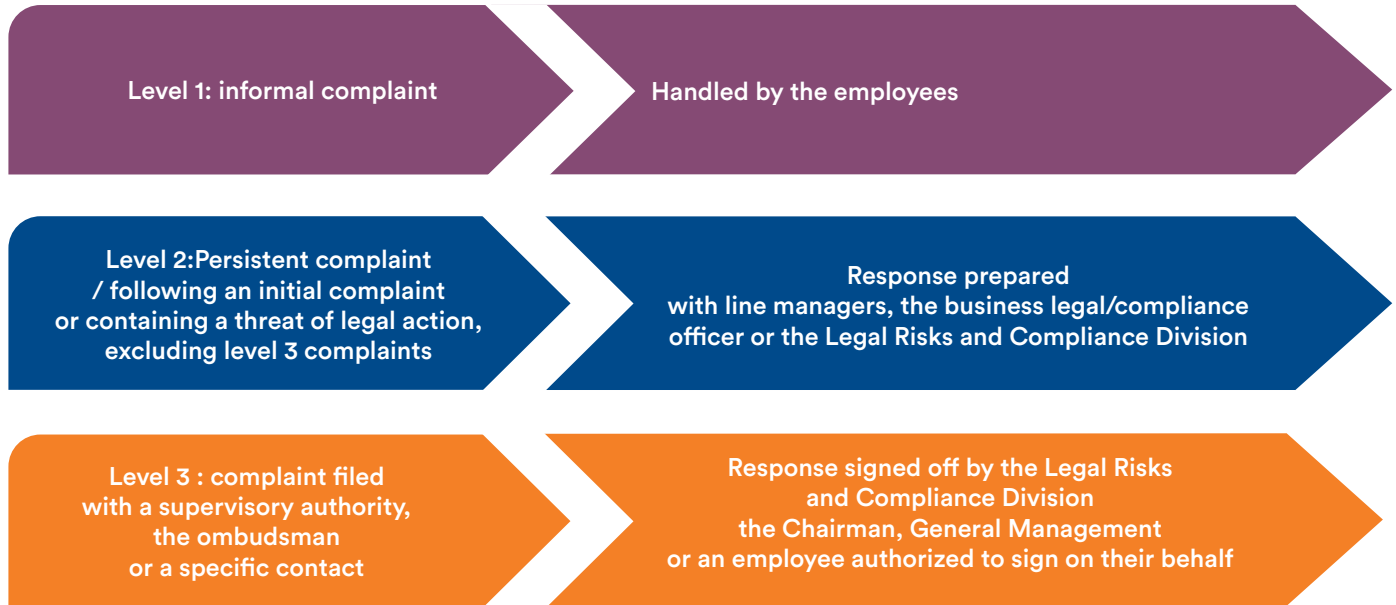 Level 1: informal complaint
Handled by the employees
Level 2:Persistent complaint
/ following an initial complaint
or containing a threat of legal action,
excluding level 3 complaints
Response prepared
with line managers, the business legal/compliance
officer or the Legal Risks and Compliance Division
Level 3 : complaint filed
with a supervisory authority,
the ombudsman
or a specific contact
Response signed off by the Legal Risks
and Compliance Division
the Chairman, General Management
or an employee authorized to sign on their behalf